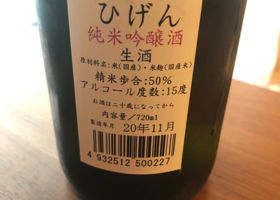 ひげん
純米吟醸酒
生酒
原材料名:米(国産)・米麹(国産米)
精米歩合:50%
アルコール度数:15度
お酒は二十歳になってから
内容量/720ml
製造年月 20年11月
4 932512 500227